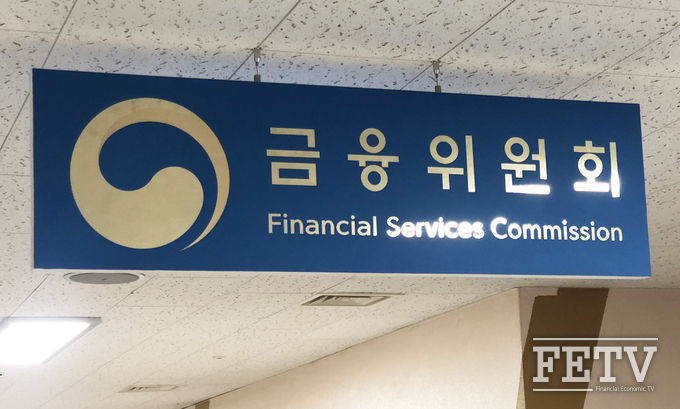 금융위원회
Financial Services Commission
FETV
Financial Economic TV